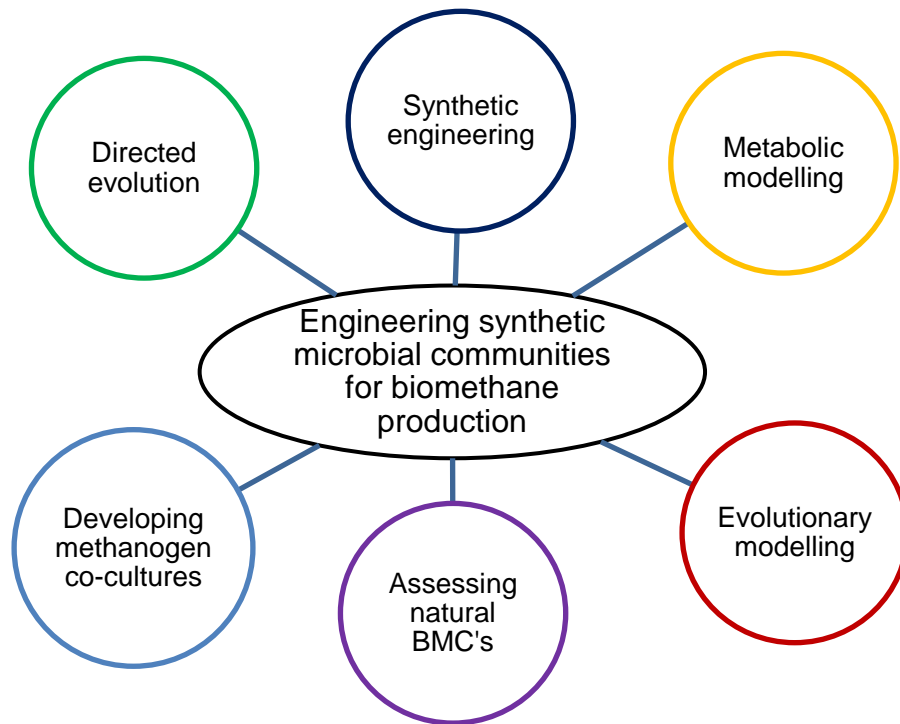 Synthetic
engineering
Directed
evolution
Metabolic
modelling
Engineering synthetic
microbial communities
for biomethane
production
Developing
methanogen
co-cultures
Assessing
natural
BMC's
Evolutionary
modelling